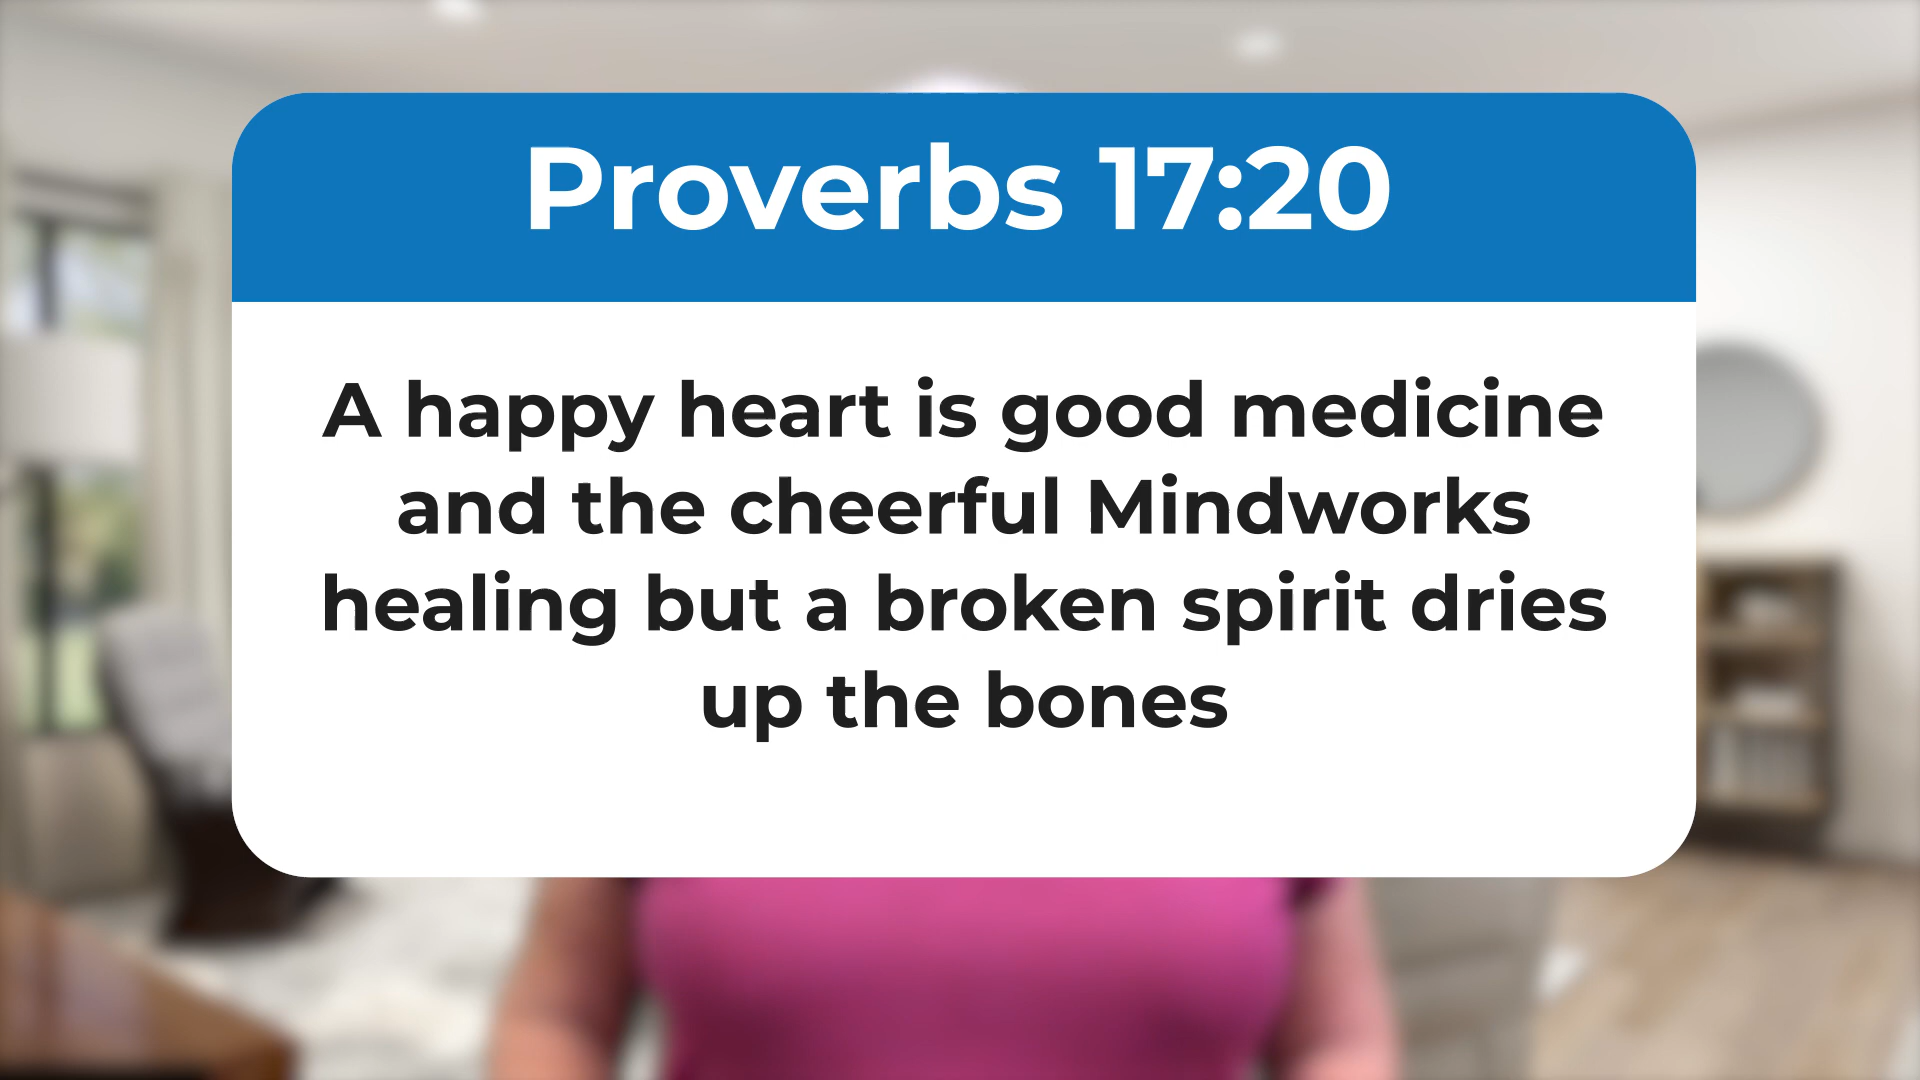 Proverbs 17:20
A happy heart is good medicine
and the cheerful Mindworks
healing but a broken spirit dries
up the bones